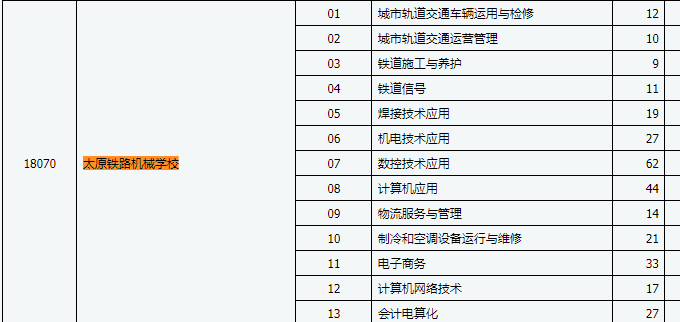 01 城市轨道交通车辆运用与检修 12
02 城市轨道交通运营管理 10
03 铁道施工与养护 9
04 铁道信号 11
05 焊接技术应用 19
06 机电技术应用 27
18070 太原铁路机械学校 07 数控技术应用 62
08 计算机应用 44
09 物流服务与管理 14
10 制冷和空调设备运行与维修 21
11 电子商务 33
12 计算机网络技术 17
13 会计电算化 27